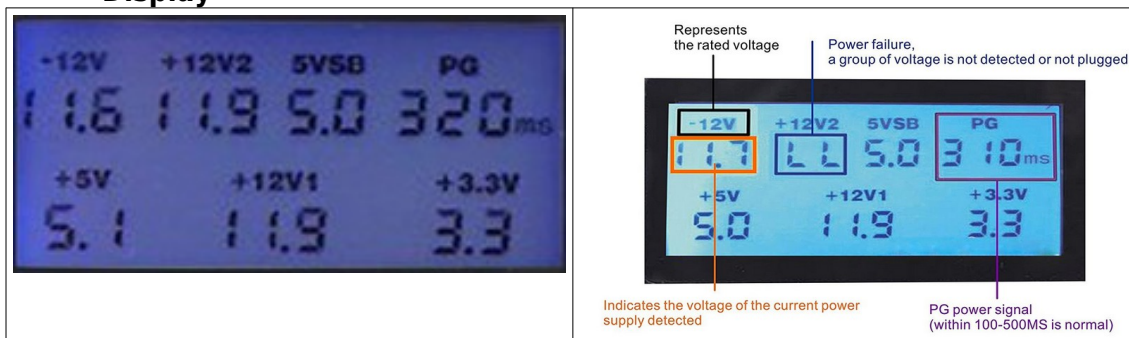 Display
-12V +12V2 5VSB PG
11.6 11.9 5.0 320ms
+5V +12V1 +3.3V
5.1 11.9 3.3
Represents
the rated voltage
Power failure,
a group of voltage is not detected or not plugged
-12V +12V2 5VSB PG
11.7 LL 5.0 310ms
+5V +12V1 +3.3V
5.0 11.9 3.3
Indicates the voltage of the current power
supply detected
PG power signal
(within 100-500MS is normal)